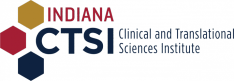 INDIANA
CTSI
Clinical and Translational
Sciences Institute